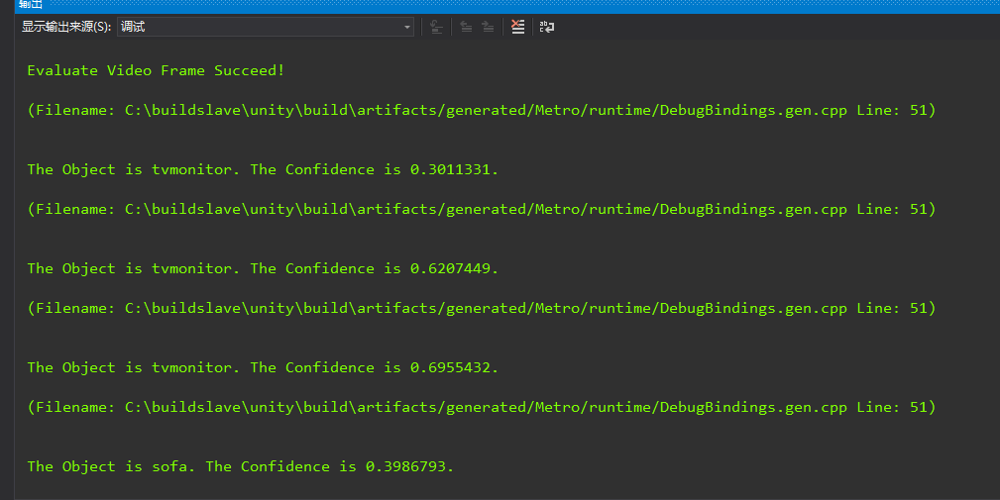 输出
显示输出来源(S): 调试
Evaluate Video Frame Succeed!
(Filename: C:\buildslave\unity\build\artifacts/generated/Metro/runtime/DebugBindings.gen.cpp Line: 51)
The Object is tvmonitor. The Confidence is 0.3011331.
(Filename: C:\buildslave\unity\build\artifacts/generated/Metro/runtime/DebugBindings.gen.cpp Line: 51)
The Object is tvmonitor. The Confidence is 0.6207449.
(Filename: C:\buildslave\unity\build\artifacts/generated/Metro/runtime/DebugBindings.gen.cpp Line: 51)
The Object is tvmonitor. The Confidence is 0.6955432.
(Filename: C:\buildslave\unity\build\artifacts/generated/Metro/runtime/DebugBindings.gen.cpp Line: 51)
The Object is sofa. The Confidence is 0.3986793.